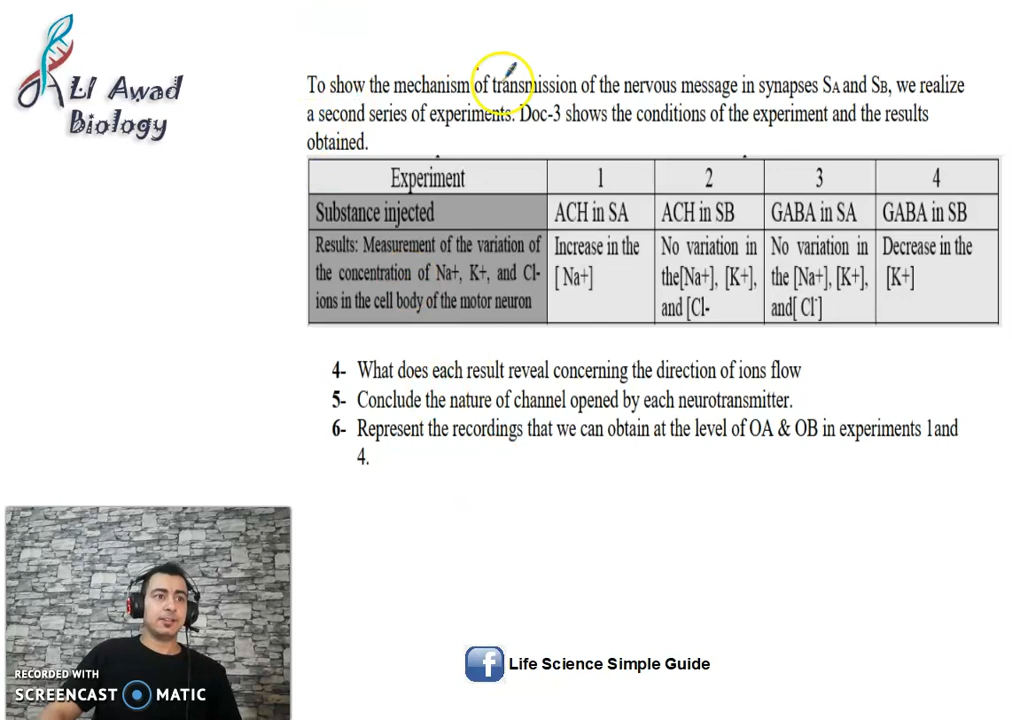 ALI Awad
Biology
To show the mechanism of transmission of the nervous message in synapses SA and SB, we realize
a second series of experiments. Doc-3 shows the conditions of the experiment and the results
obtained.
Experiment 1 2 3 4
Substance injected ACH in SA ACH in SB GABA in SA GABA in SB
Results: Measurement of the variation of the concentration of Na+, K+, and Cl- ions in the cell body of the motor neuron
Increase in the [ Na+]
No variation in the[Na+], [K+], and [Cl-
No variation in the [Na+], [K+], and[ Cl-]
Decrease in the [K+]
4- What does each result reveal concerning the direction of ions flow
5- Conclude the nature of channel opened by each neurotransmitter.
6- Represent the recordings that we can obtain at the level of OA & OB in experiments 1and
4.
RECORDED WITH
SCREENCAST MATIC
f Life Science Simple Guide